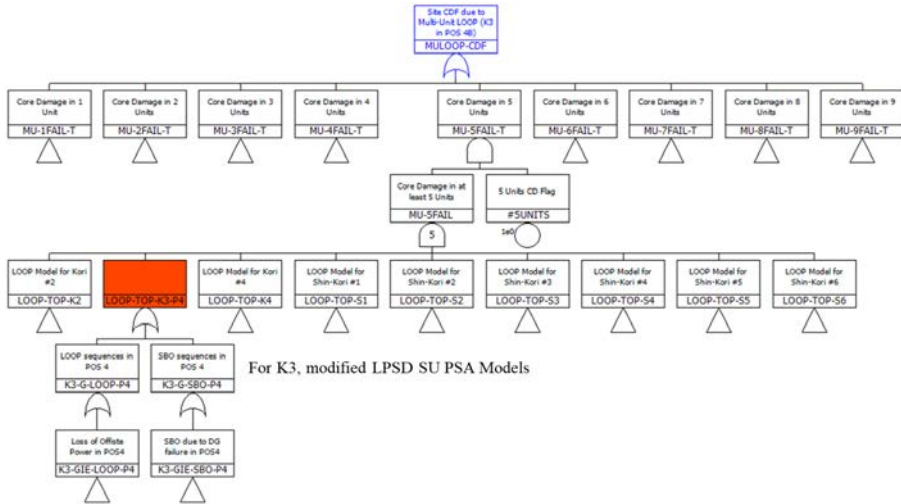 Site CDF due to
Multi-Unit LOOP (K3
in POS 4B)
MULOOP-CDF
Core Damage in 1
Unit
MU-1FAIL-T
Core Damage in 2
Units
MU-2FAIL-T
Core Damage in 3
Units
MU-3FAIL-T
Core Damage in 4
Units
MU-4FAIL-T
Core Damage in 5
Units
MU-5FAIL-T
Core Damage in 6
Units
MU-6FAIL-T
Core Damage in 7
Units
MU-7FAIL-T
Core Damage in 8
Units
MU-8FAIL-T
Core Damage in 9
Units
MU-9FAIL-T
Core Damage in at
least 5 Units
MU-5FAIL
5
5 Units CD Flag
#5UNITS
1e0
LOOP Model for Kori
#2
LOOP-TOP-K2
LOOP-TOP-K3-P4
LOOP Model for Kori
#4
LOOP-TOP-K4
LOOP Model for
Shin-Kori #1
LOOP-TOP-S1
LOOP Model for
Shin-Kori #2
LOOP-TOP-S2
LOOP Model for
Shin-Kori #3
LOOP-TOP-S3
LOOP Model for
Shin-Kori #4
LOOP-TOP-S4
LOOP Model for
Shin-Kori #5
LOOP-TOP-S5
LOOP Model for
Shin-Kori #6
LOOP-TOP-S6
LOOP sequences in
POS 4
K3-G-LOOP-P4
SBO sequences in
POS 4
K3-G-SBO-P4
For K3, modified LPSD SU PSA Models
Loss of Offsite
Power in POS4
K3-GIE-LOOP-P4
SBO due to DG
failure in POS4
K3-GIE-SBO-P4